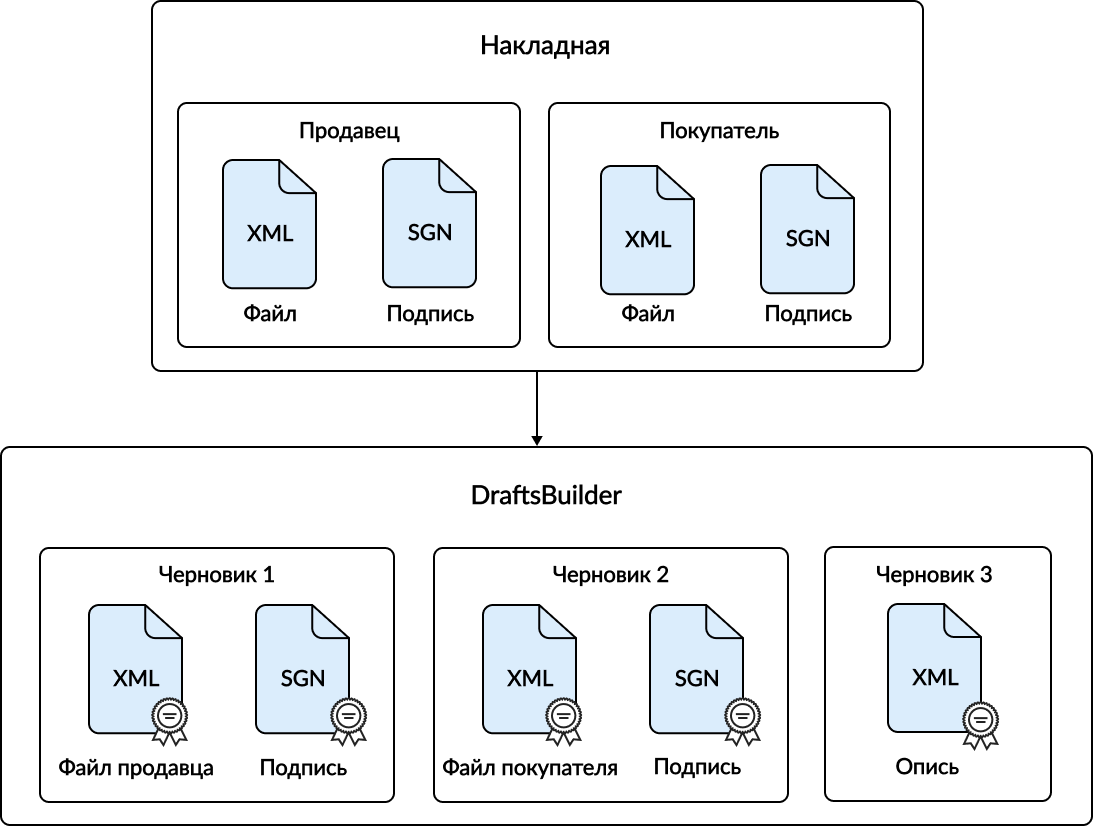 Накладная
Продавец
Покупатель
XML
SGN
XML
SGN
Файл
Подпись
Файл
Подпись
DraftsBuilder
Черновик 1
Черновик 2
Черновик 3
XML
SGN
XML
SGN
XML
Файл продавца
Подпись
Файл покупателя
Подпись
Опись